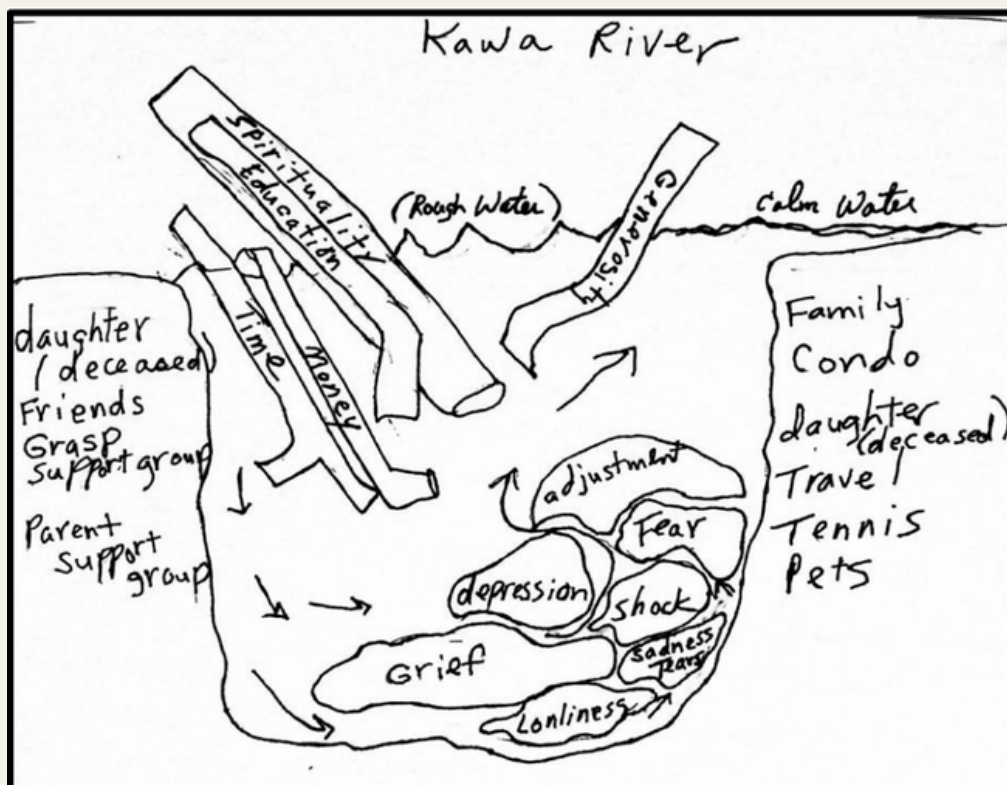 Kawa River
Spirituality
Education
(Rough Water)
Calm Water
Time
Money
daughter
(deceased)
Friends
Grasp
support group
Parent
support
group
adjustment
Fear
depression
Shock
Grief
Sadness
Tears
Lonliness
Family
Condo
daughter
(deceased)
Travel
Tennis
Pets